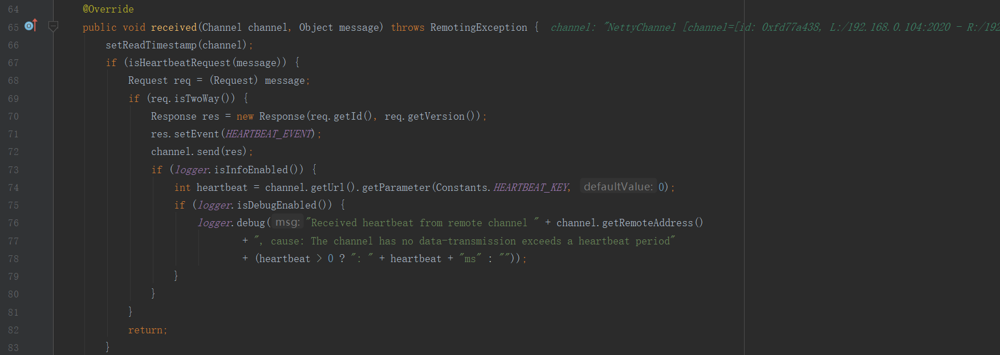 64 @Override
65 public void received(Channel channel, Object message) throws RemotingException { channel: "NettyChannel [channel=[id: 0xfd77a438, L:/192.168.0.104:2020 - R:/192
66 setReadTimestamp(channel);
67 if (isHeartbeatRequest(message)) {
68 Request req = (Request) message;
69 if (req.isTwoWay()) {
70 Response res = new Response(req.getId(), req.getVersion());
71 res.setEvent(HEARTBEAT_EVENT);
72 channel.send(res);
73 if (logger.isInfoEnabled()) {
74 int heartbeat = channel.getUrl().getParameter(Constants.HEARTBEAT_KEY, defaultValue: 0);
75 if (logger.isDebugEnabled()) {
76 logger.debug( msg: "Received heartbeat from remote channel " + channel.getRemoteAddress()
77 + ", cause: The channel has no data-transmission exceeds a heartbeat period"
78 + (heartbeat > 0 ? ": " + heartbeat + "ms" : ""));
79 }
80 }
81 }
82 return;
83 }